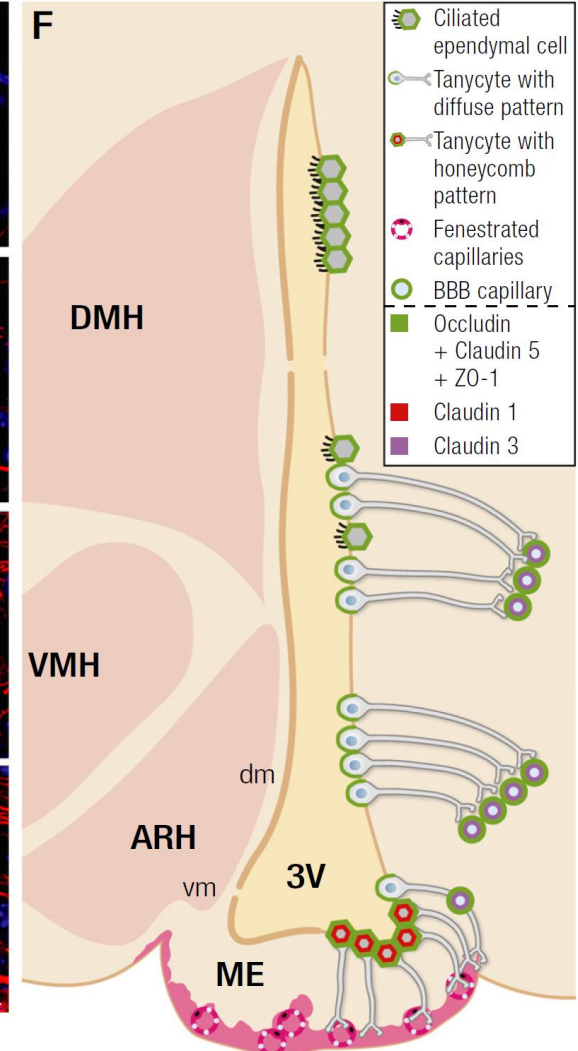 F
Ciliated
ependymal cell
Tanycyte with
diffuse pattern
Tanycyte with
honeycomb
pattern
Fenestrated
capillaries
BBB capillary
Occludin
+ Claudin 5
+ ZO-1
Claudin 1
Claudin 3
DMH
VMH
dm
ARH
vm
3V
ME